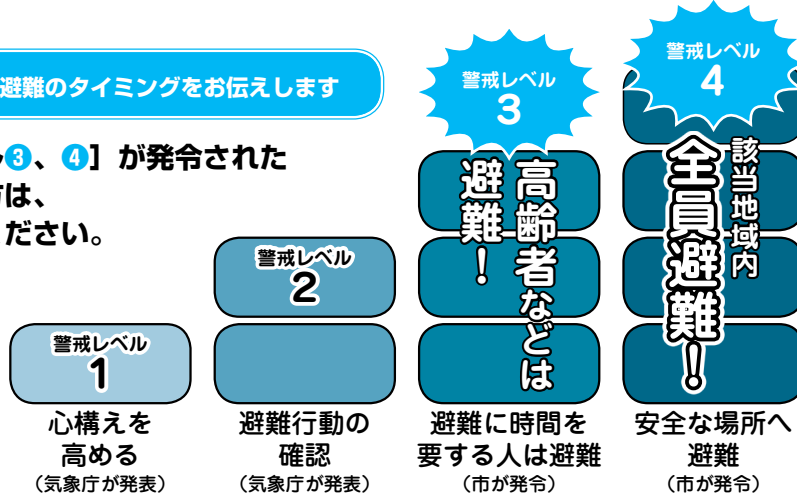 避難のタイミングをお伝えします
❸、❹］が発令された
は、
ださい。
警戒レベル
1
心構えを
高める
（気象庁が発表）
警戒レベル
2
避難行動の
確認
（気象庁が発表）
警戒レベル
3
高齢者などは
避難！
避難に時間を
要する人は避難
（市が発令）
警戒レベル
4
該当地域内
全員避難！
安全な場所へ
避難
（市が発令）